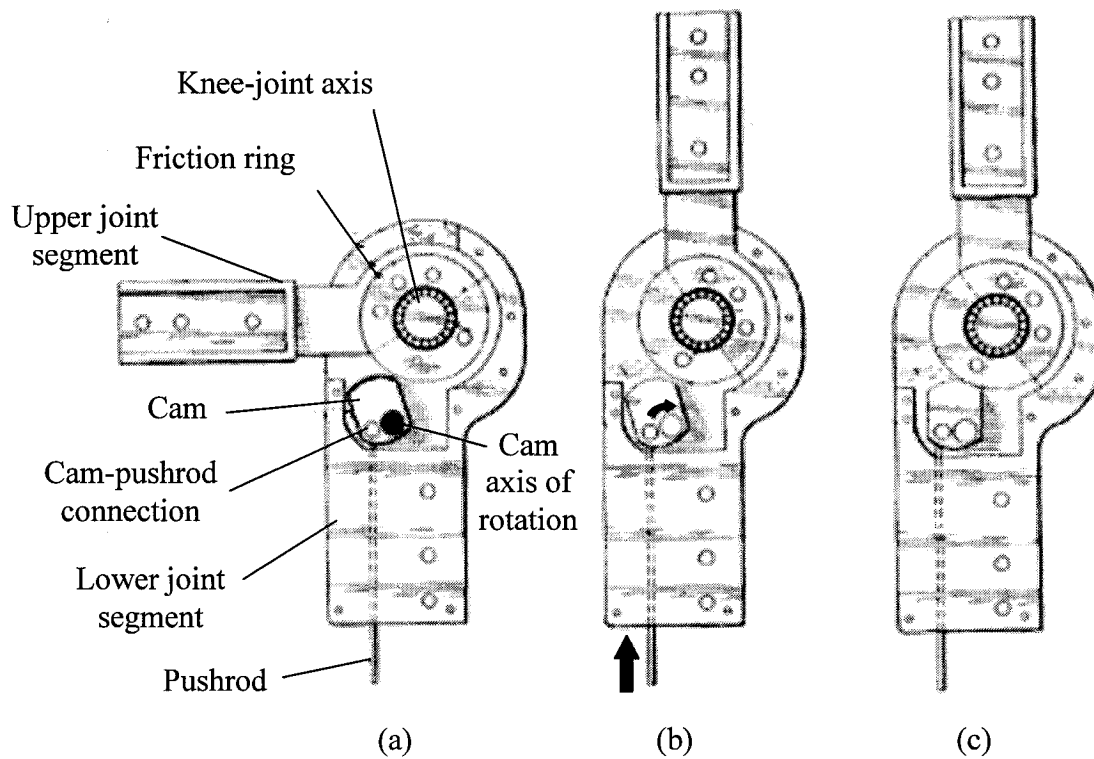 Knee-joint axis
Friction ring
Upper joint
segment
Cam
Cam-pushrod
connection
Cam
axis of
rotation
Lower joint
segment
Pushrod
(a)
(b)
(c)